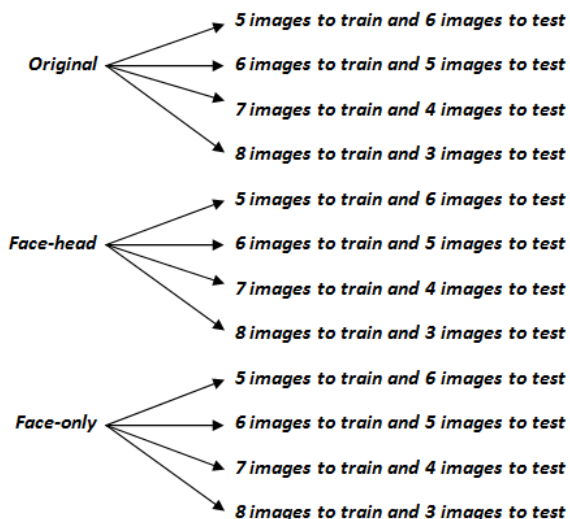 5 images to train and 6 images to test
Original
6 images to train and 5 images to test
7 images to train and 4 images to test
8 images to train and 3 images to test
5 images to train and 6 images to test
Face-head
6 images to train and 5 images to test
7 images to train and 4 images to test
8 images to train and 3 images to test
5 images to train and 6 images to test
Face-only
6 images to train and 5 images to test
7 images to train and 4 images to test
8 images to train and 3 images to test